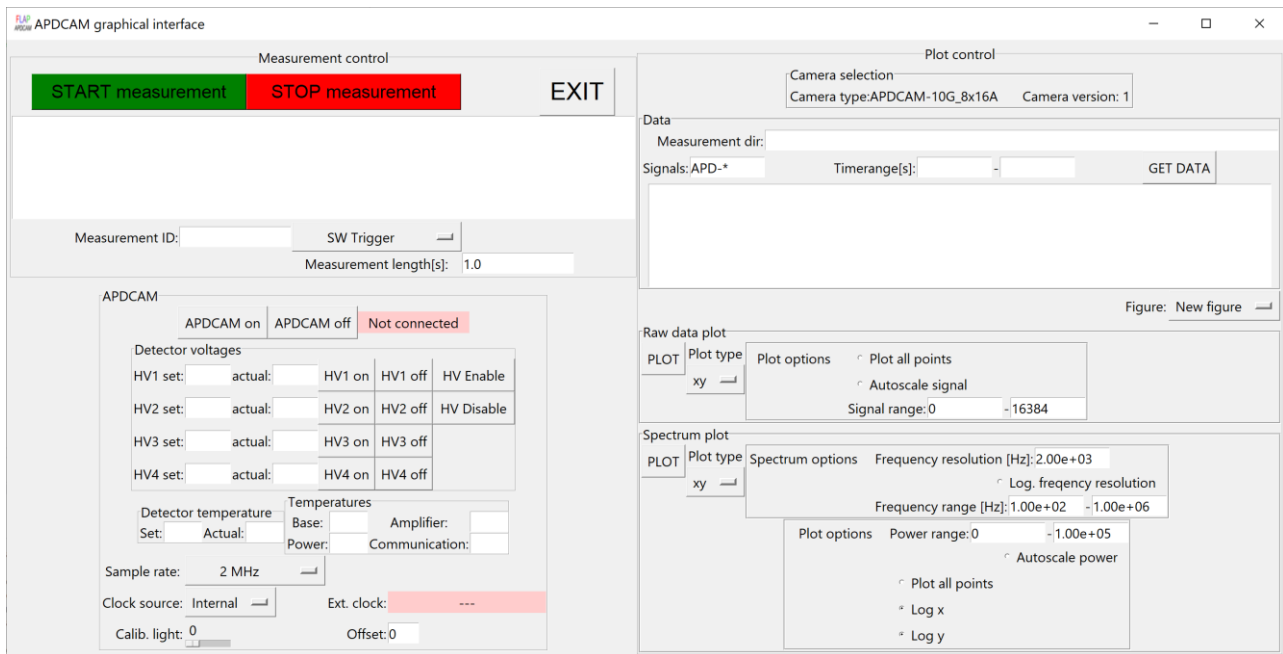 FLAP APDCAM APDCAM graphical interface
Measurement control
START measurement STOP measurement EXIT
Measurement ID: SW Trigger
Measurement length[s]: 1.0
APDCAM
APDCAM on APDCAM off Not connected
Detector voltages
HV1 set: actual: HV1 on HV1 off HV Enable
HV2 set: actual: HV2 on HV2 off HV Disable
HV3 set: actual: HV3 on HV3 off
HV4 set: actual: HV4 on HV4 off
Detector temperature
Set: Actual:
Temperatures
Base: Amplifier:
Power: Communication:
Sample rate: 2 MHz
Clock source: Internal Ext. clock: ---
Calib. light: 0 Offset: 0
Plot control
Camera selection
Camera type:APDCAM-10G_8x16A Camera version: 1
Data
Measurement dir:
Signals: APD-* Timerange[s]: - GET DATA
Figure: New figure
Raw data plot
PLOT Plot type Plot options Plot all points
xy Autoscale signal
Signal range: 0 - 16384
Spectrum plot
PLOT Plot type Spectrum options Frequency resolution [Hz]: 2.00e+03
xy Log. freqency resolution
Frequency range [Hz]: 1.00e+02 - 1.00e+06
Plot options Power range: 0 - 1.00e+05
Autoscale power
Plot all points
Log x
Log y